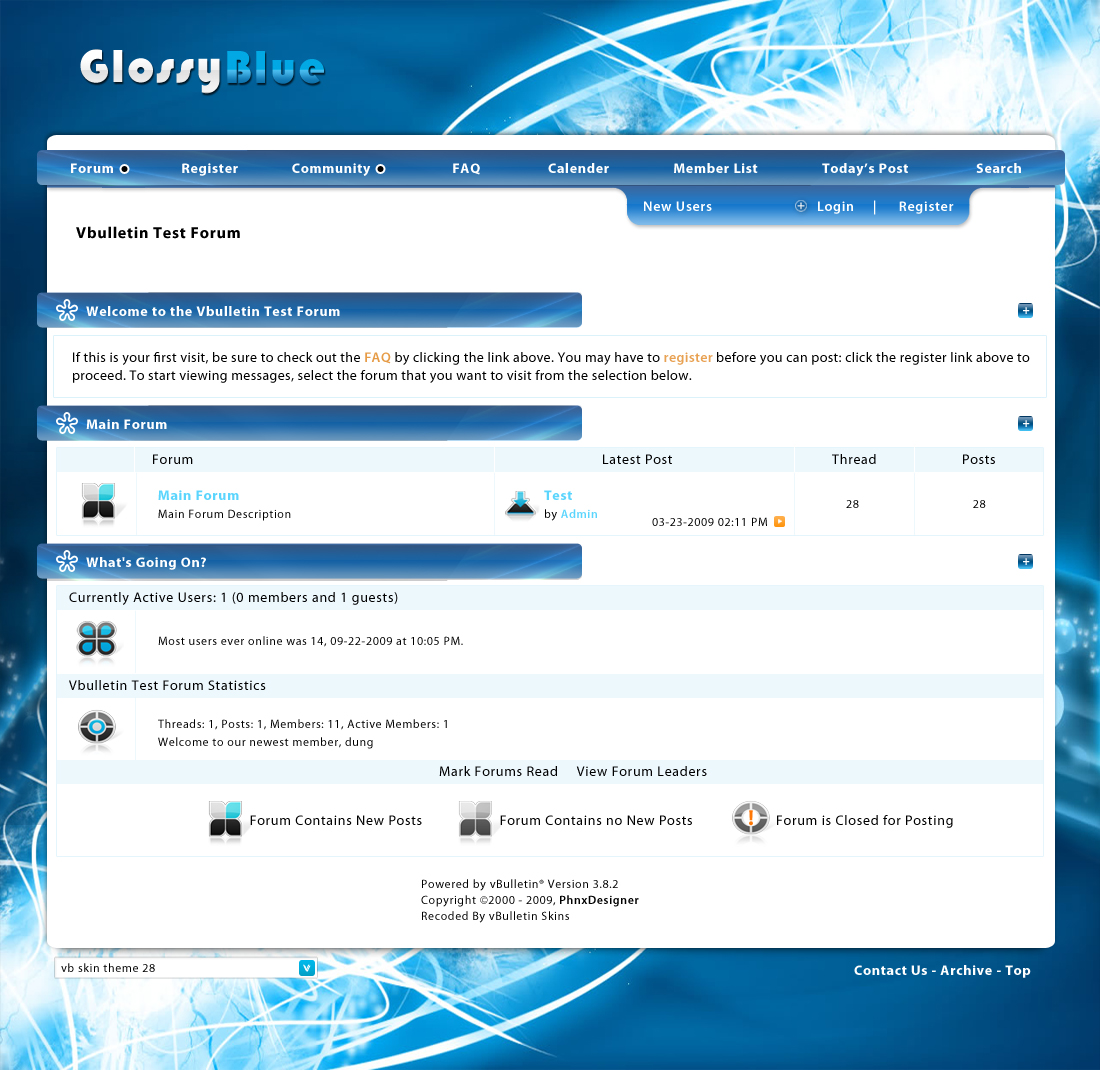 GlossyBlue
Forum Register Community FAQ Calender Member List Today's Post Search
New Users Login | Register
Vbulletin Test Forum
Welcome to the Vbulletin Test Forum
If this is your first visit, be sure to check out the FAQ by clicking the link above. You may have to register before you can post: click the register link above to
proceed. To start viewing messages, select the forum that you want to visit from the selection below.
Main Forum
Forum Latest Post Thread Posts
Main Forum
Main Forum Description
Test
by Admin
03-23-2009 02:11 PM
28
28
What's Going On?
Currently Active Users: 1 (0 members and 1 guests)
Most users ever online was 14, 09-22-2009 at 10:05 PM.
Vbulletin Test Forum Statistics
Threads: 1, Posts: 1, Members: 11, Active Members: 1
Welcome to our newest member, dung
Mark Forums Read View Forum Leaders
Forum Contains New Posts Forum Contains no New Posts Forum is Closed for Posting
Powered by vBulletin® Version 3.8.2
Copyright ©2000 - 2009, PhnxDesigner
Recoded By vBulletin Skins
vb skin theme 28
Contact Us - Archive - Top